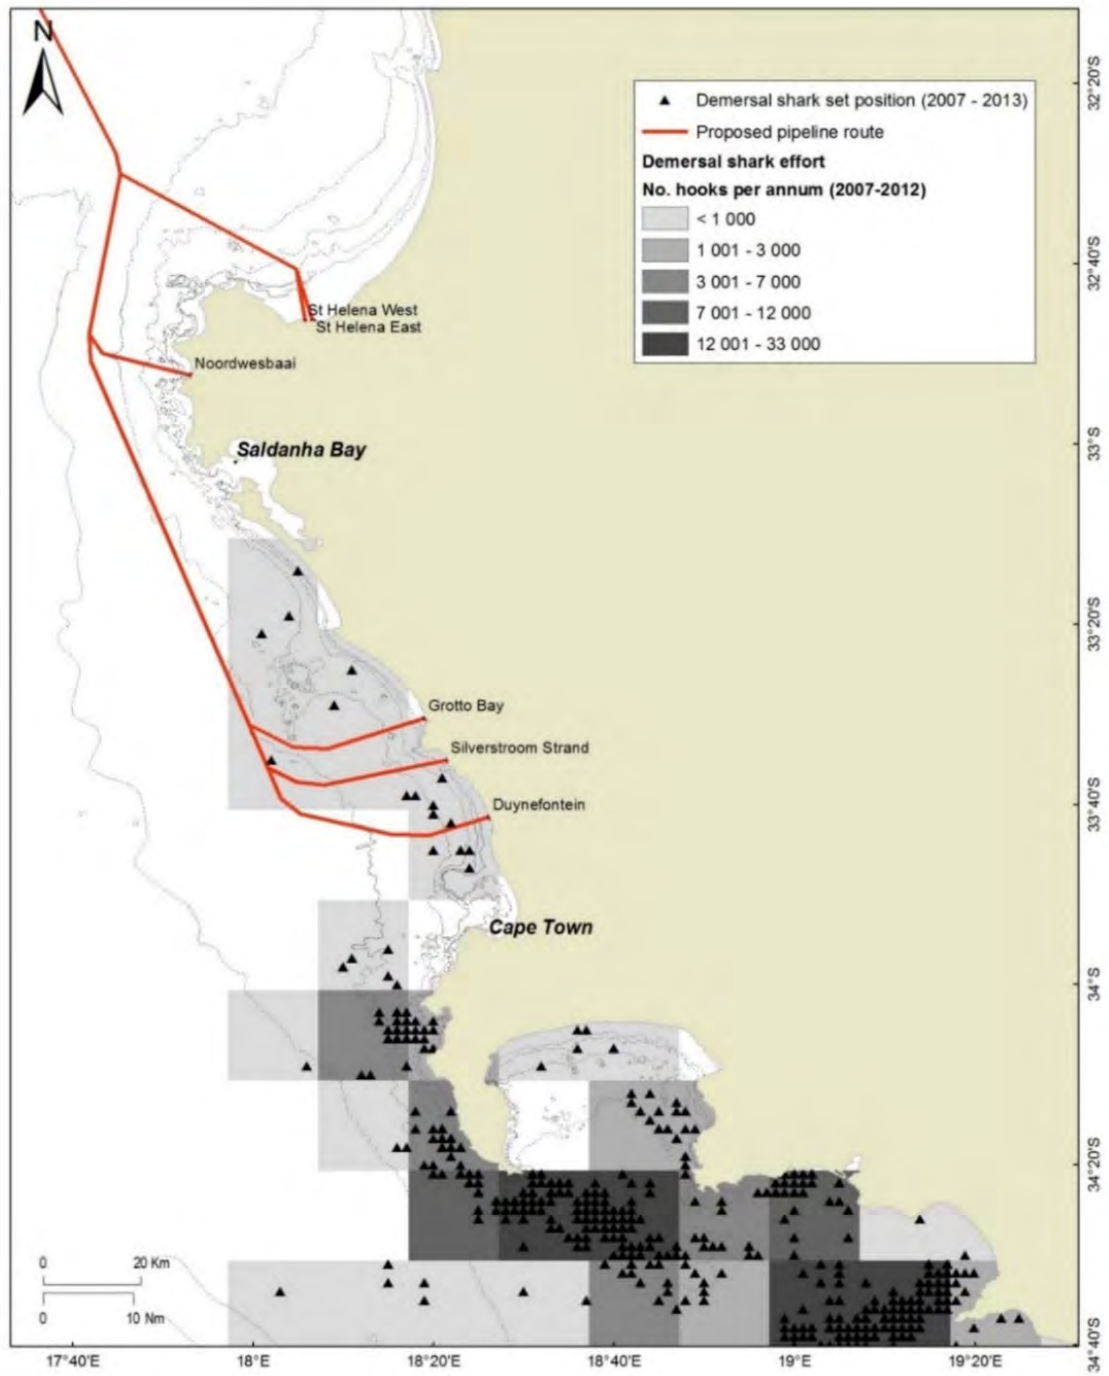 N
▲ Demersal shark set position (2007 - 2013)
Proposed pipeline route
Demersal shark effort
No. hooks per annum (2007-2012)
< 1 000
1 001 - 3 000
3 001 - 7 000
7 001 - 12 000
12 001 - 33 000
32°20'S
32°40'S
33°S
33°20'S
33°40'S
34°S
34°20'S
34°40'S
St Helena West
St Helena East
Noordwesbaai
Saldanha Bay
Grotto Bay
Silverstroom Strand
Duynefontein
Cape Town
0 20 Km
0 10 Nm
17°40'E 18°E 18°20'E 18°40'E 19°E 19°20'E